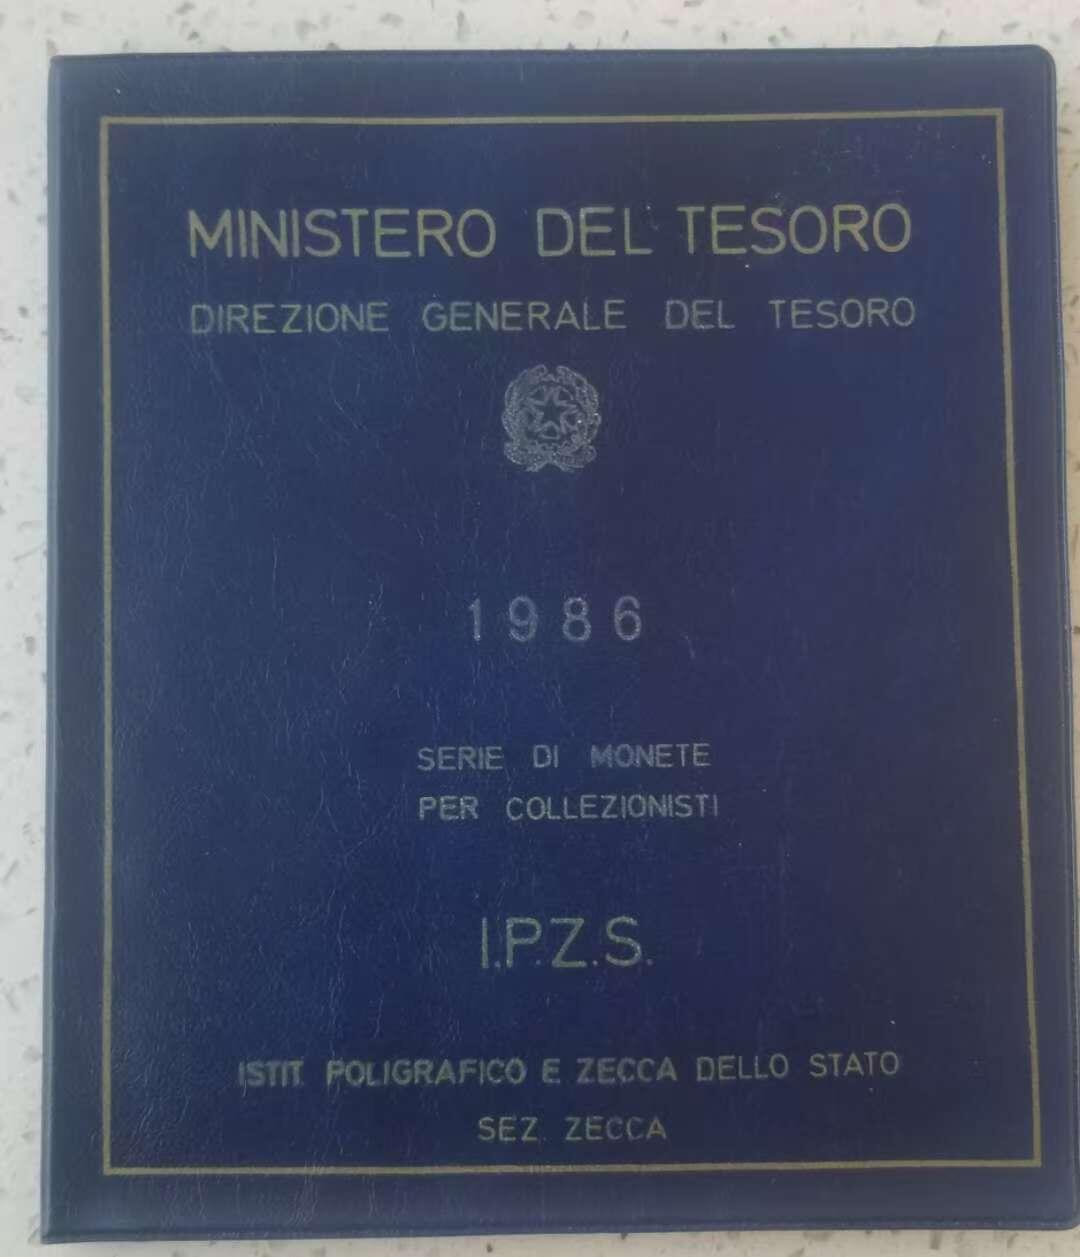 MINISTERO DEL TESORO
DIREZIONE GENERALE DEL TESORO
1986
SERIE DI MONETE
PER COLLEZIONISTI
I.P.Z.S.
ISTIT. POLIGRAFICO E ZECCA DELLO STATO
SEZ. ZECCA